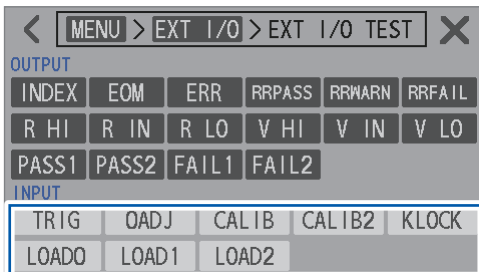 MENU > EXT I/O > EXT I/O TEST
OUTPUT
INDEX EOM ERR RRPASS RRWARN RRFAIL
R HI R IN R LO V HI V IN V LO
PASS1 PASS2 FAIL1 FAIL2
INPUT
TRIG 0ADJ CALIB CALIB2 KLOCK
LOAD0 LOAD1 LOAD2